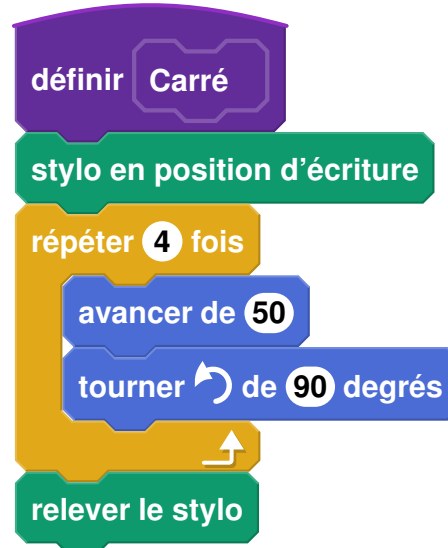 définir Carré
stylo en position d’écriture
répéter 4 fois
avancer de 50
tourner de 90 degrés
relever le stylo